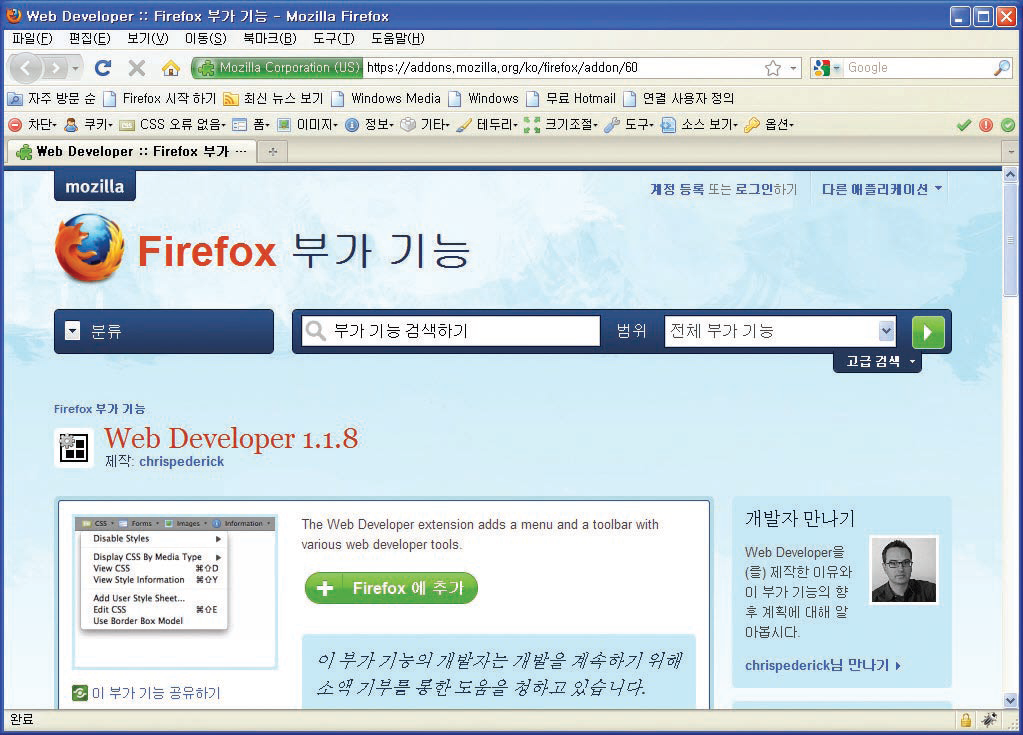 Web Developer :: Firefox 부가 기능 - Mozilla Firefox
파일(F) 편집(E) 보기(V) 이동(S) 북마크(B) 도구(T) 도움말(H)
Mozilla Corporation (US) https://addons.mozilla.org/ko/firefox/addon/60 Google
자주 방문 순 Firefox 시작 하기 최신 뉴스 보기 Windows Media Windows 무료 Hotmail 연결 사용자 정의
차단 쿠키 CSS 오류 없음 폼 이미지 정보 기타 테두리 크기조절 도구 소스 보기 옵션
Web Developer :: Firefox 부가 ...
mozilla 계정 등록 또는 로그인하기 다른 애플리케이션
Firefox 부가 기능
분류 부가 기능 검색하기 범위 전체 부가 기능
고급 검색
Firefox 부가 기능
Web Developer 1.1.8
제작: chrispederick
CSS Forms Images Information
Disable Styles
Display CSS By Media Type
View CSS ⌘⇧D
View Style Information ⌘⇧Y
Add User Style Sheet...
Edit CSS ⌘⇧E
Use Border Box Model
이 부가 기능 공유하기
The Web Developer extension adds a menu and a toolbar with
various web developer tools.
Firefox 에 추가
이 부가 기능의 개발자는 개발을 계속하기 위해
소액 기부를 통한 도움을 청하고 있습니다.
개발자 만나기
Web Developer을
(를) 제작한 이유와
이 부가 기능의 향
후 계획에 대해 알
아봅시다.
chrispederick님 만나기
완료